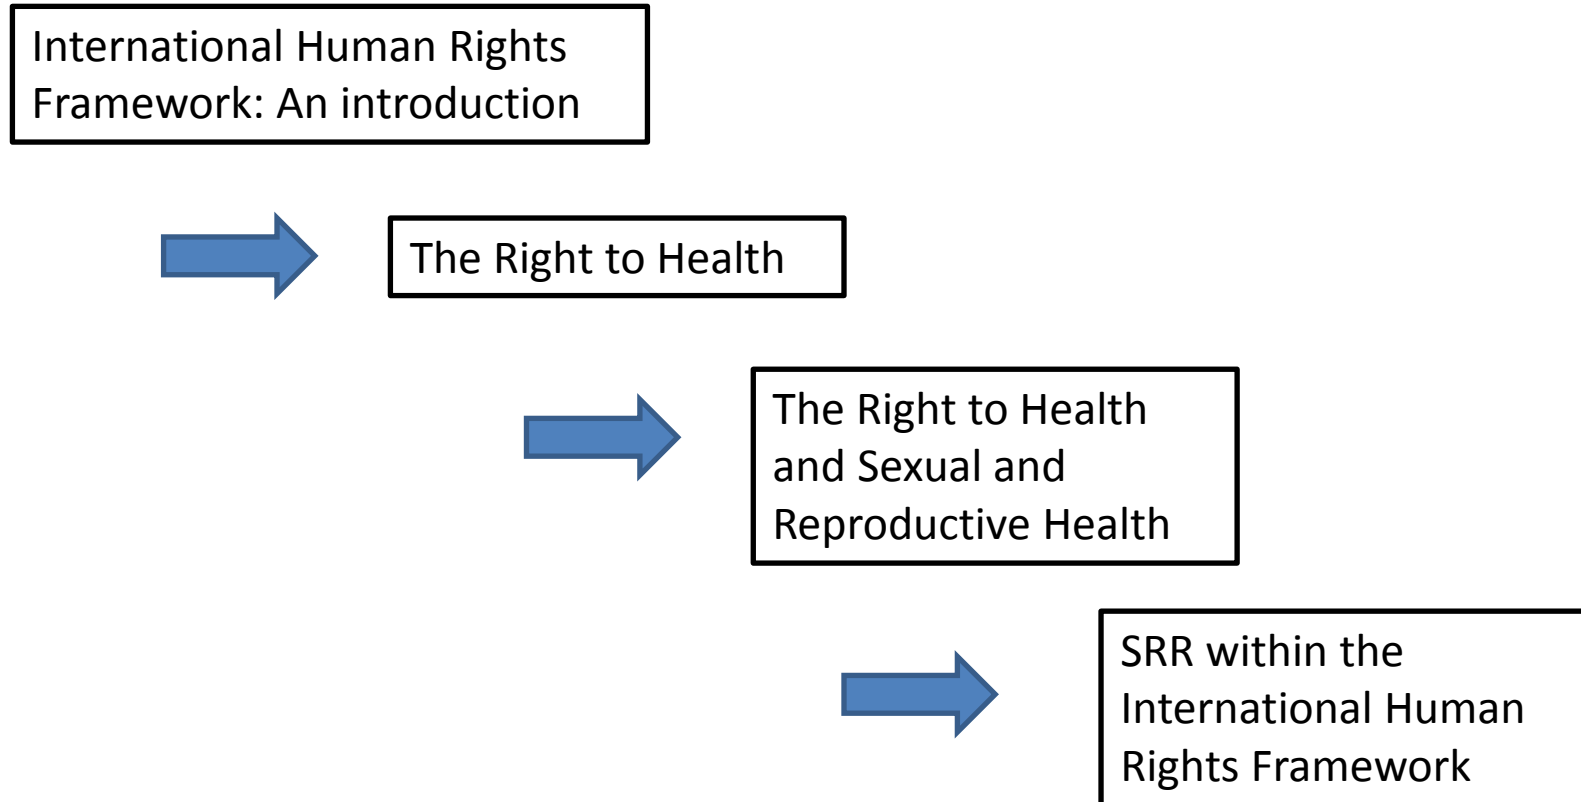 International Human Rights
Framework: An introduction
The Right to Health
The Right to Health
and Sexual and
Reproductive Health
SRR within the
International Human
Rights Framework